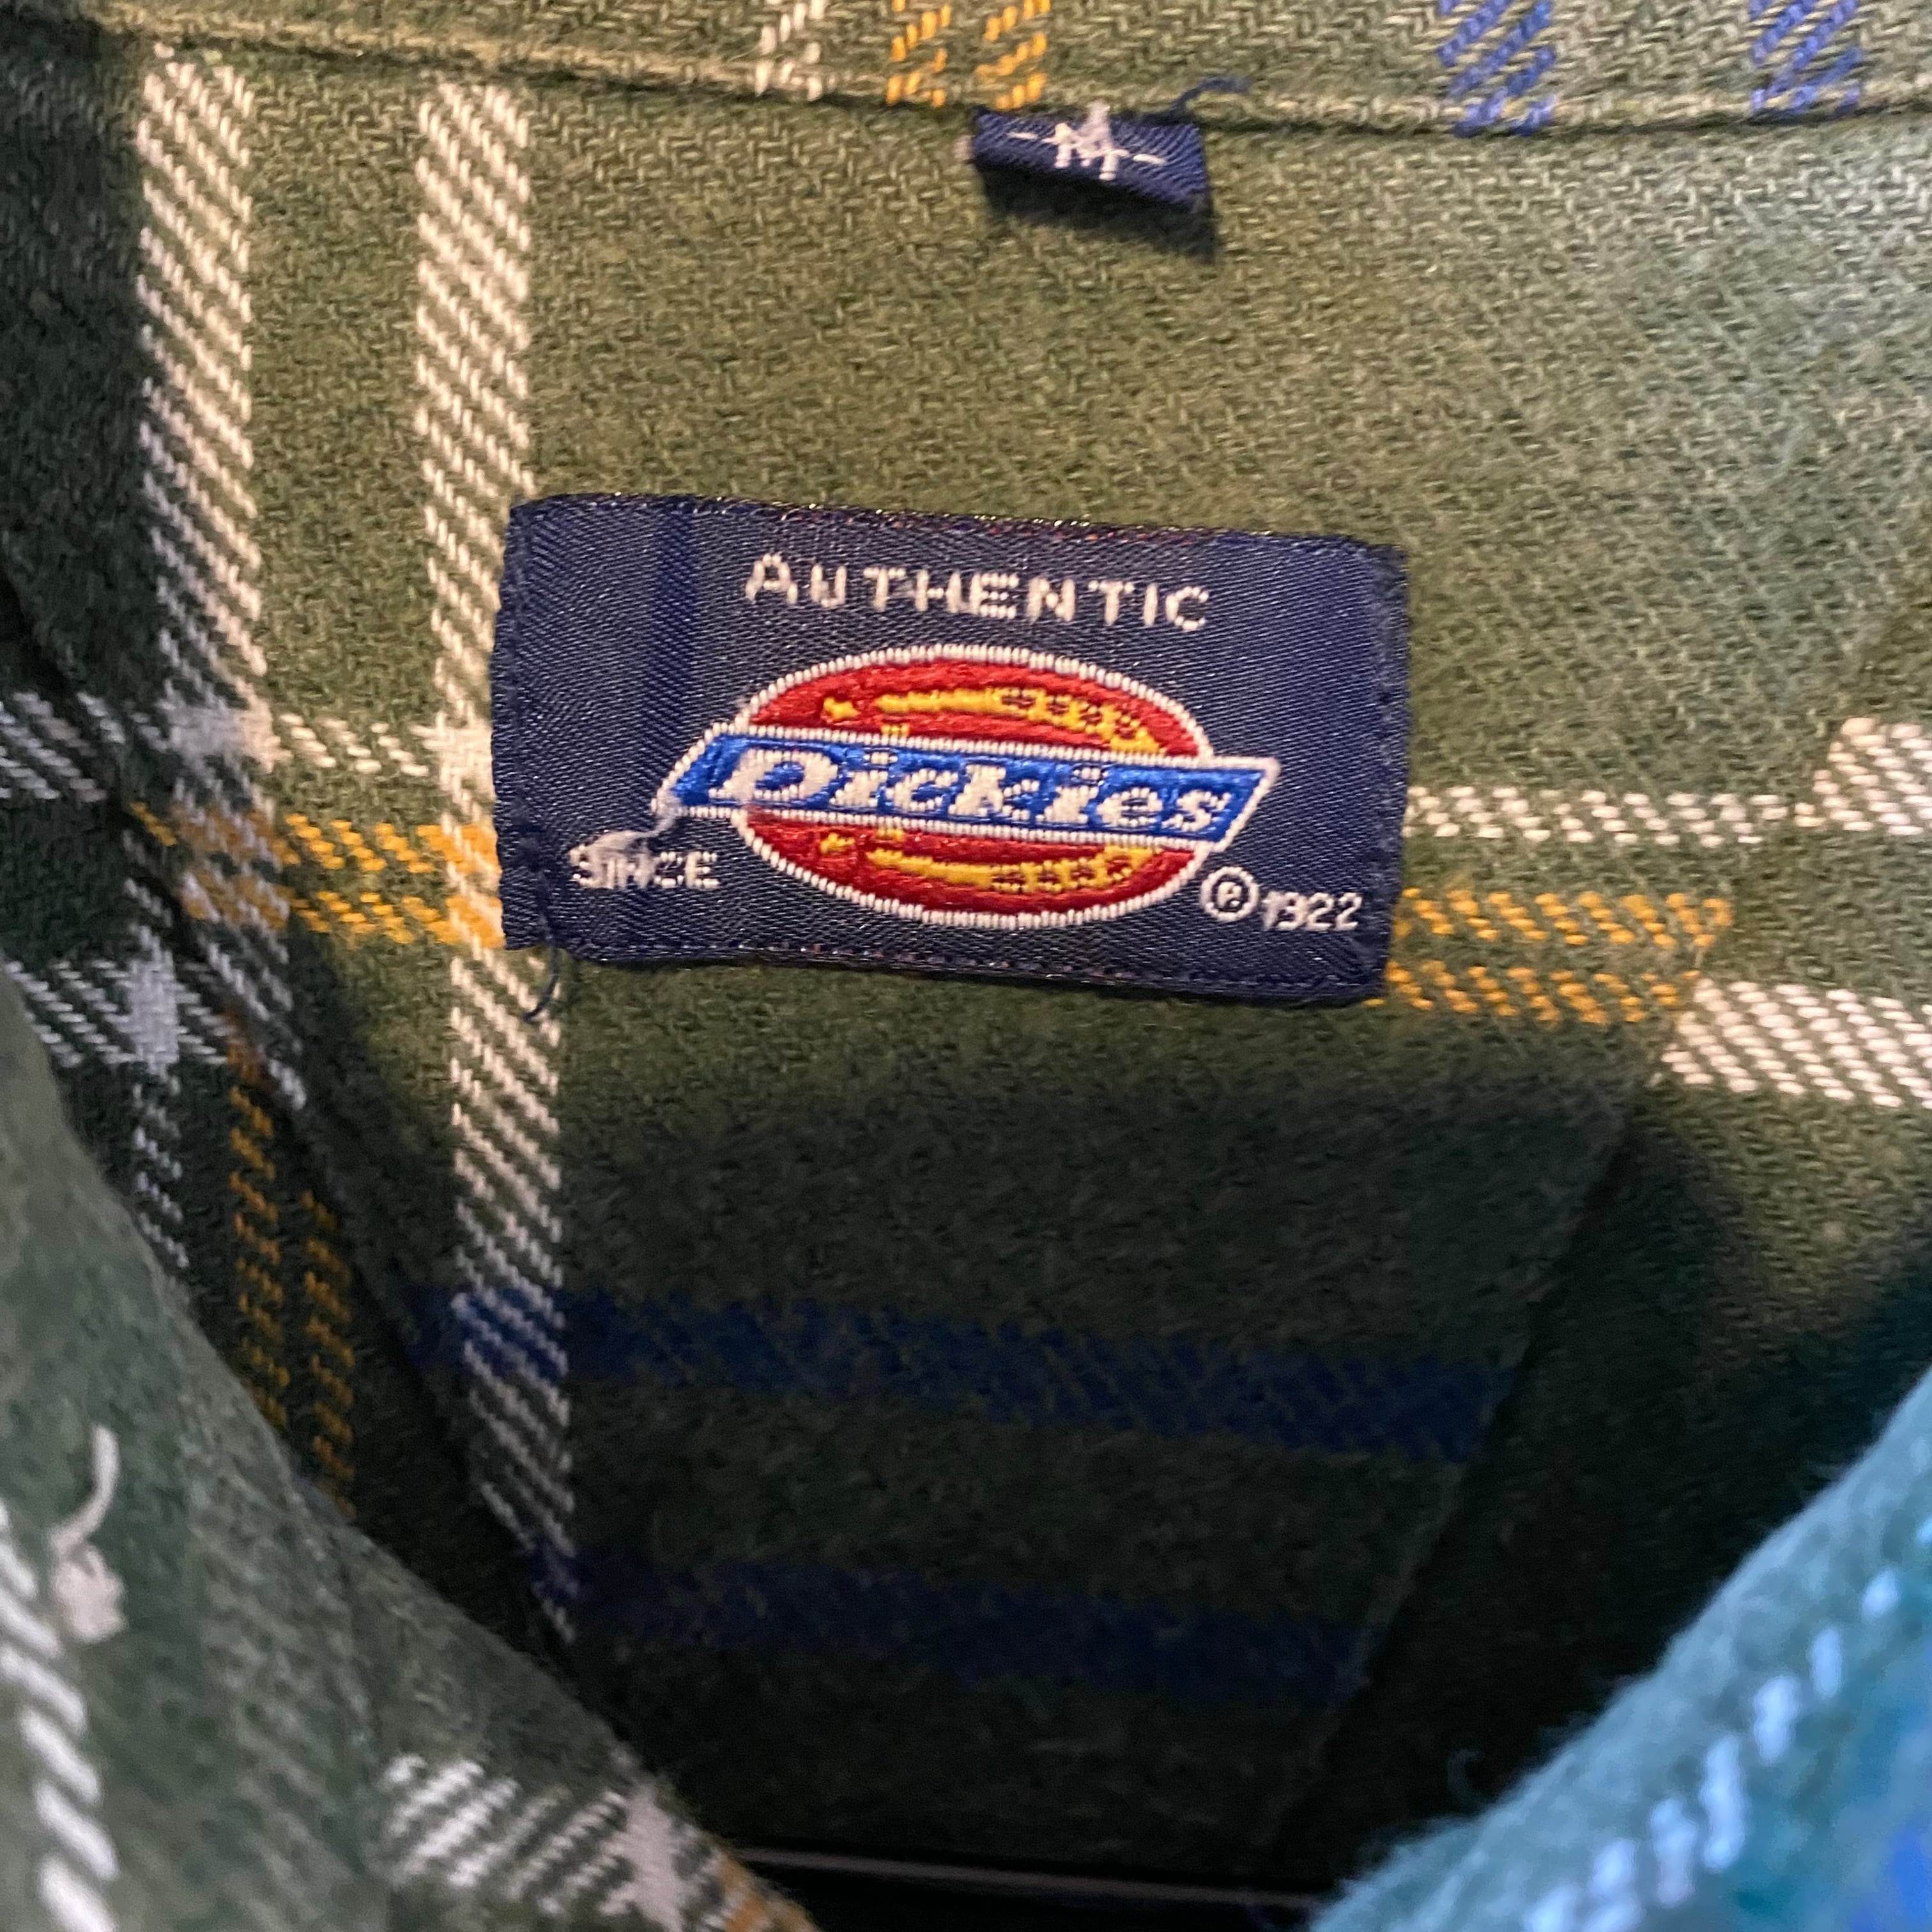 -M-
AUTHENTIC
Dickies
SINCE ® 1922